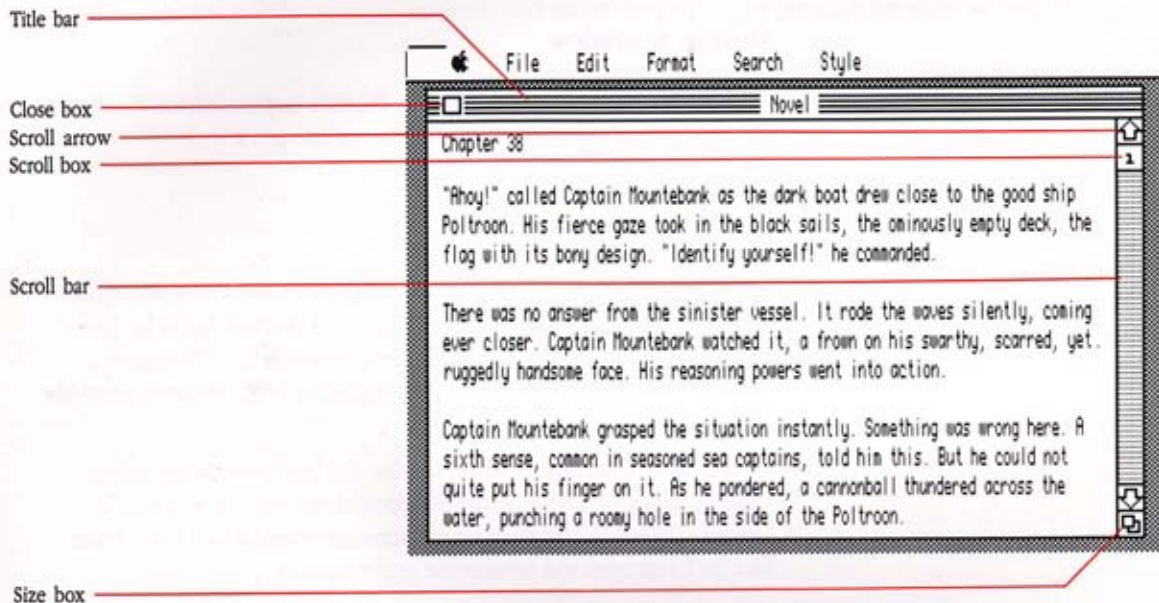 Title bar
File Edit Format Search Style
Close box
Novel
Scroll arrow
Chapter 38
Scroll box
1
"Ahoy!" called Captain Mountebank as the dark boat drew close to the good ship
Poltroon. His fierce gaze took in the black sails, the ominously empty deck, the
flag with its bony design. "Identify yourself!" he commanded.
Scroll bar
There was no answer from the sinister vessel. It rode the waves silently, coming
ever closer. Captain Mountebank watched it, a frown on his swarthy, scarred, yet
ruggedly handsome face. His reasoning powers went into action.
Captain Mountebank grasped the situation instantly. Something was wrong here. A
sixth sense, common in seasoned sea captains, told him this. But he could not
quite put his finger on it. As he pondered, a cannonball thundered across the
water, punching a roomy hole in the side of the Poltroon.
Size box